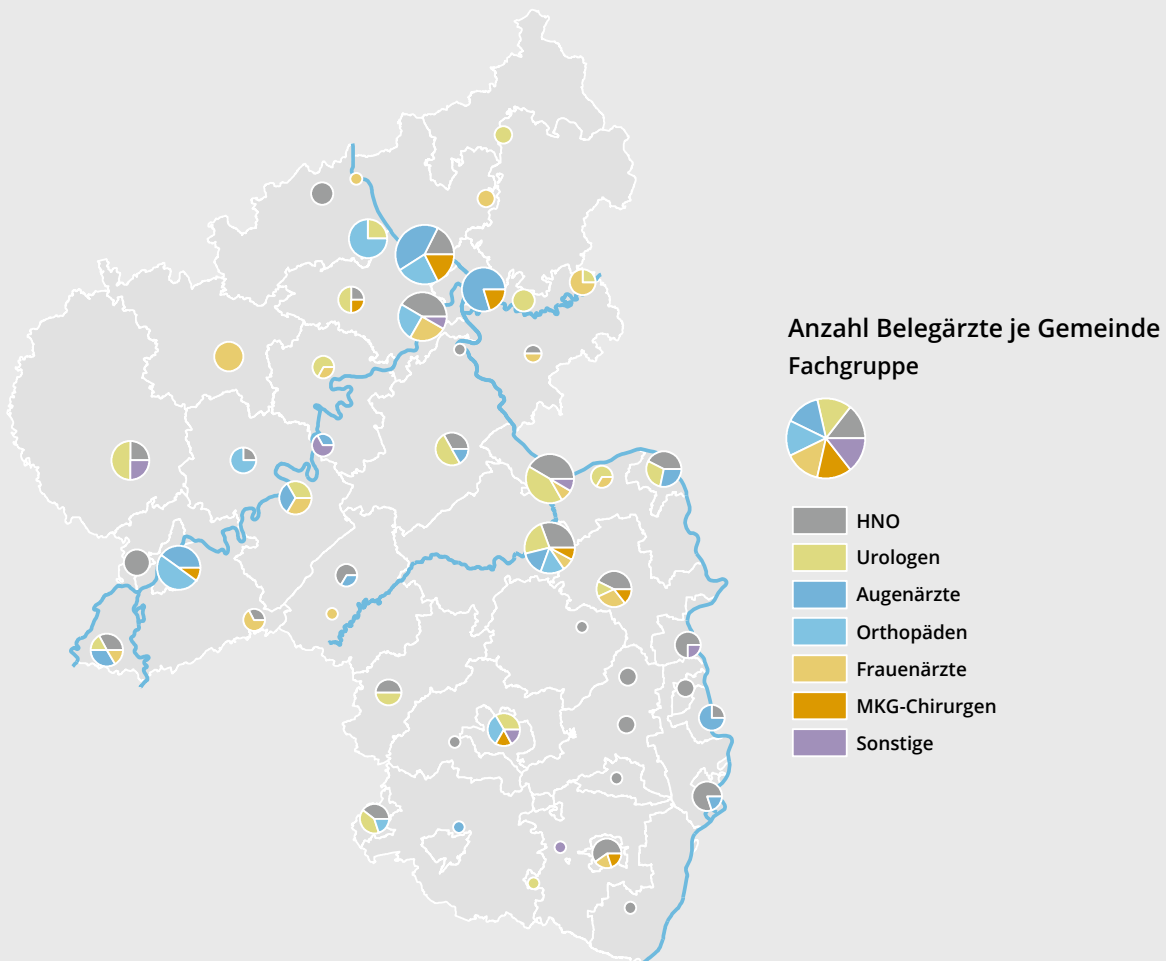 Anzahl Belegärzte je Gemeinde
Fachgruppe
HNO
Urologen
Augenärzte
Orthopäden
Frauenärzte
MKG-Chirurgen
Sonstige